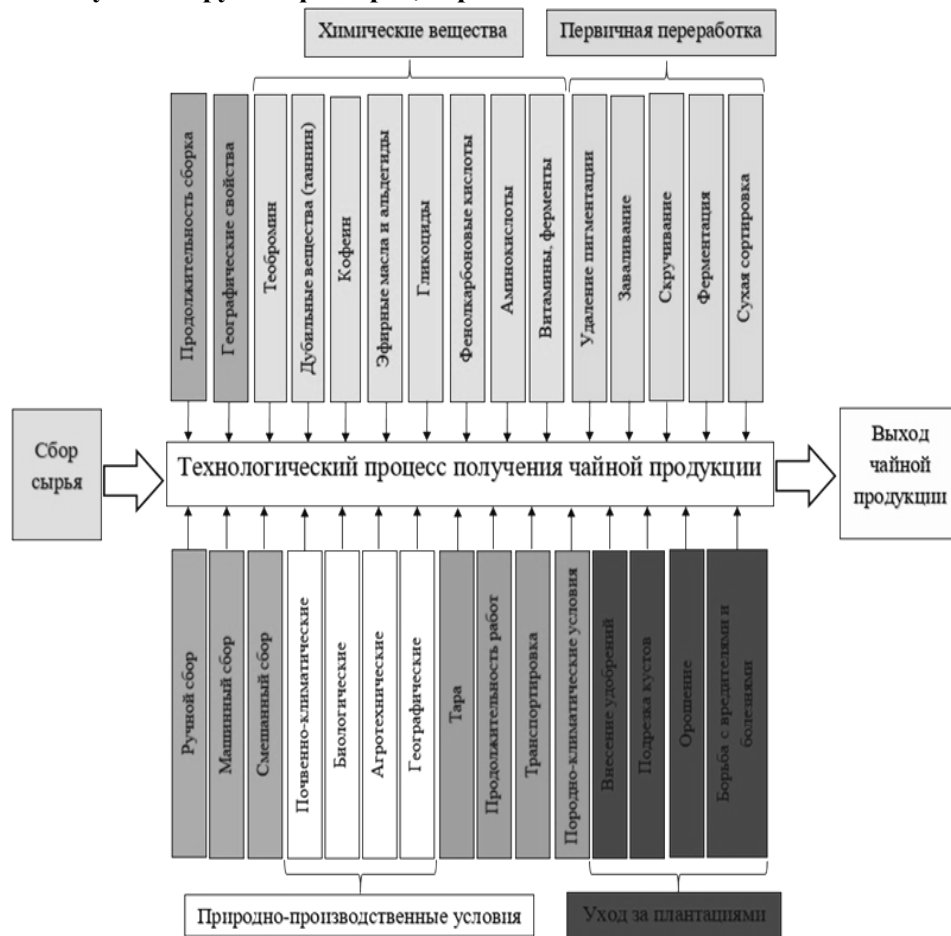 Химические вещества
Первичная переработка
Продолжительность сборка
Географические свойства
Теобромин
Дубильные вещества (таннин)
Кофеин
Эфирные масла и альдегиды
Гликоциды
Фенолкарбоновые кислоты
Аминокислоты
Витамины, ферменты
Удаление пигментации
Заваливание
Скручивание
Ферментация
Сухая сортировка
Сбор
сырья
Технологический процесс получения чайной продукции
Выход
чайной
продукции
Ручной сбор
Машинный сбор
Смешанный сбор
Почвенно-климатические
Биологические
Агротехнические
Географические
Тара
Продолжительность работ
Транспортировка
Породно-климатические условия
Внесение удобрений
Подрезка кустов
Орошение
Борьба с вредителями и
болезнями
Природно-производственные условия
Уход за плантациями